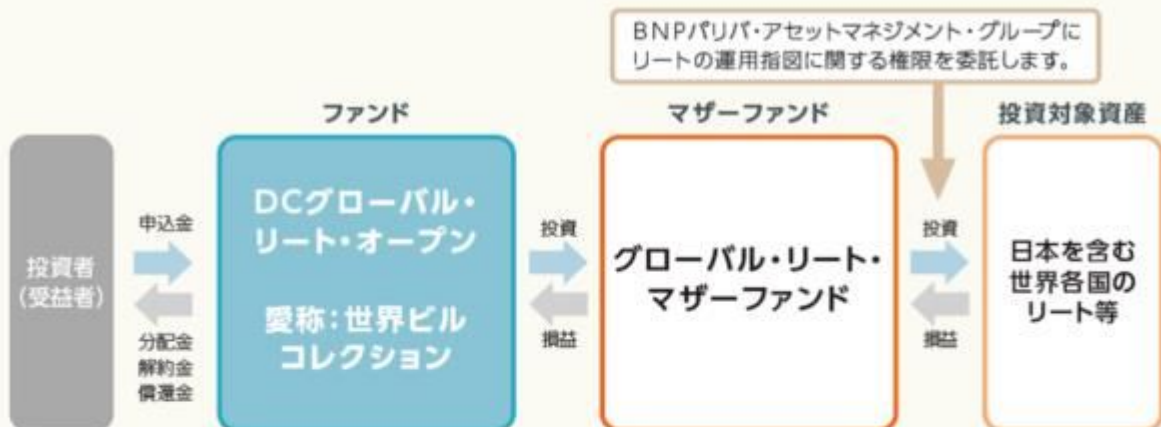 BNPパリバ・アセットマネジメント・グループに
リートの運用指図に関する権限を委託します。
ファンド
マザーファンド
投資対象資産
投資者
(受益者)
申込金
分配金
解約金
償還金
DCグローバル・
リート・オープン
愛称:世界ビル
コレクション
投資
損益
グローバル・リート・
マザーファンド
投資
損益
日本を含む
世界各国の
リート等